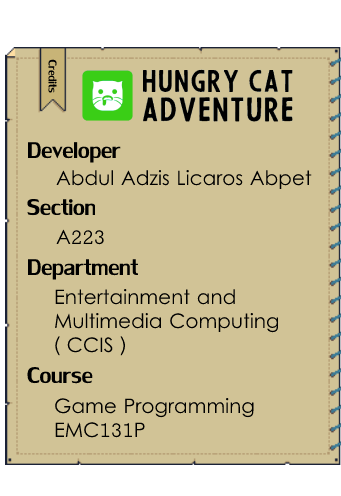 Credits
HUNGRY CAT
ADVENTURE
Developer
Abdul Adzis Licaros Abpet
Section
A223
Department
Entertainment and
Multimedia Computing
( CCIS )
Course
Game Programming
EMC131P